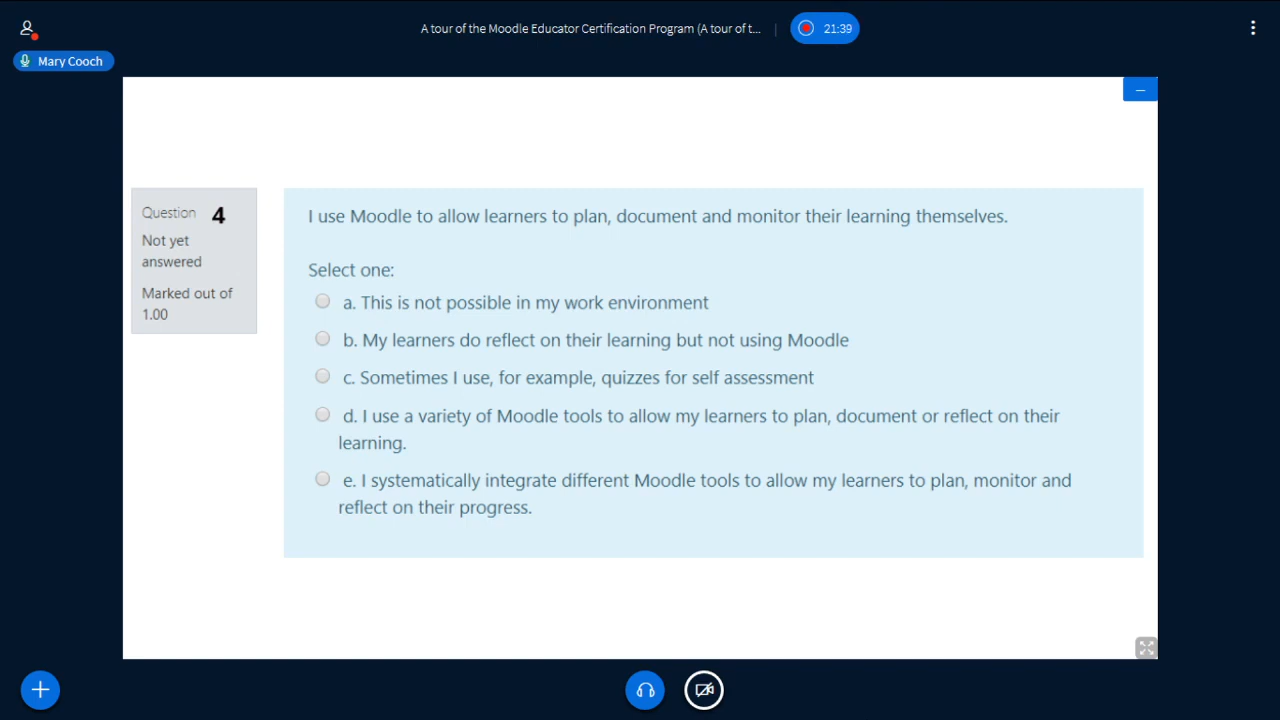 A tour of the Moodle Educator Certification Program (A tour of t...
21:39
Mary Cooch
Question 4
Not yet
answered
Marked out of
1.00
I use Moodle to allow learners to plan, document and monitor their learning themselves.
Select one:
a. This is not possible in my work environment
b. My learners do reflect on their learning but not using Moodle
c. Sometimes I use, for example, quizzes for self assessment
d. I use a variety of Moodle tools to allow my learners to plan, document or reflect on their
learning.
e. I systematically integrate different Moodle tools to allow my learners to plan, monitor and
reflect on their progress.